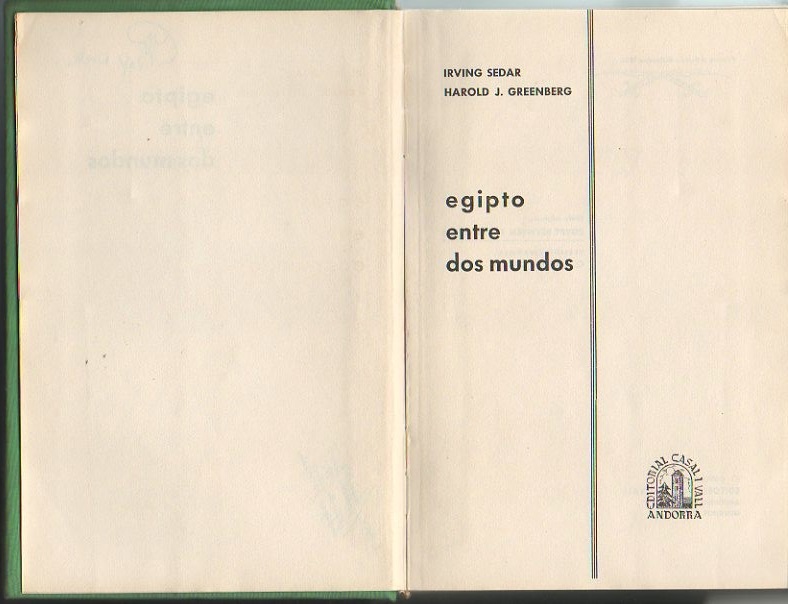 IRVING SEDAR
HAROLD J. GREENBERG
egipto
entre
dos mundos
EDITORIAL CASAL I VALL
ANDORRA